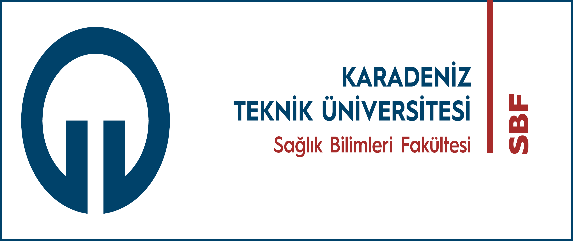 KARADENİZ
TEKNİK ÜNİVERSİTESİ
Sağlık Bilimleri Fakültesi
SBF